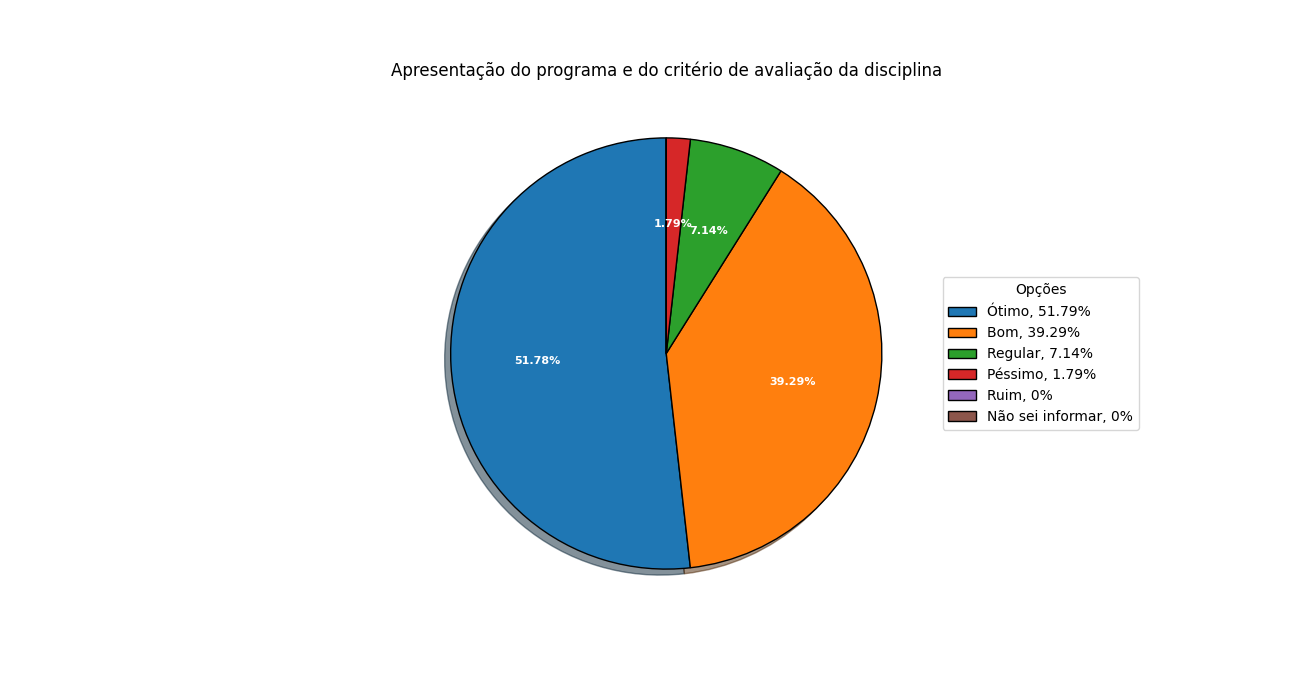 Apresentação do programa e do critério de avaliação da disciplina
1.79%
7.14%
51.78%
39.29%
Opções
Ótimo, 51.79%
Bom, 39.29%
Regular, 7.14%
Péssimo, 1.79%
Ruim, 0%
Não sei informar, 0%